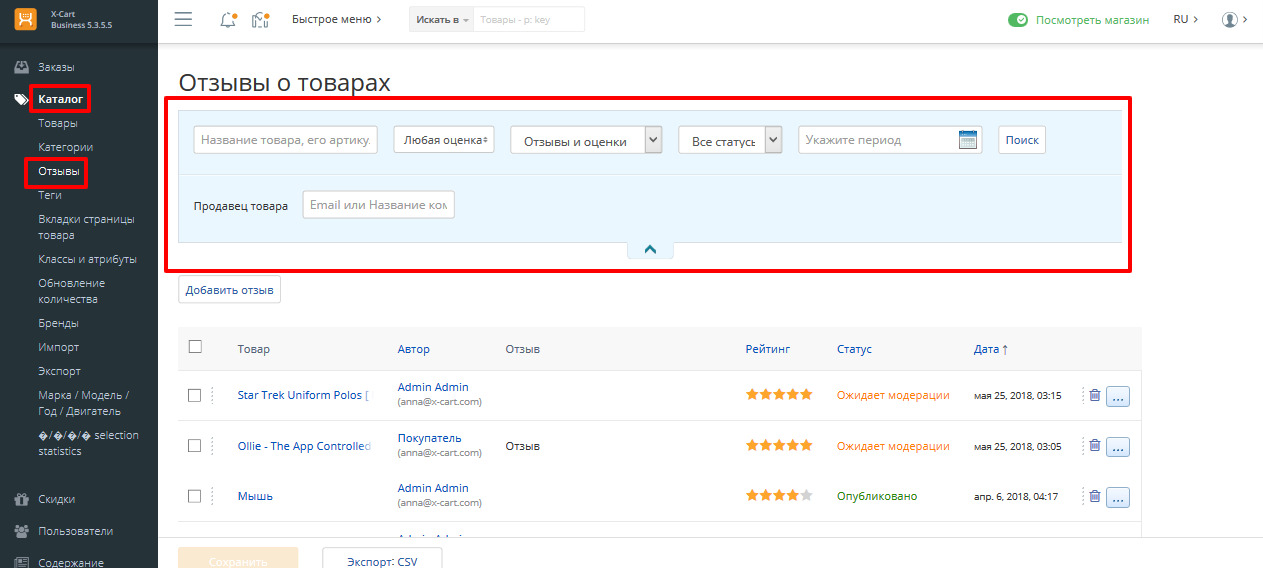 X-Cart
Business 5.3.5.5
Быстрое меню
Искать в
Товары - p: key
Посмотреть магазин
RU
Заказы
Каталог
Товары
Категории
Отзывы
Теги
Вкладки страницы
товара
Классы и атрибуты
Обновление
количества
Бренды
Импорт
Экспорт
Марка / Модель /
Год / Двигатель
�/�/�/� selection
statistics
Скидки
Пользователи
Содержание
Отзывы о товарах
Название товара, его артику.
Любая оценка
Отзывы и оценки
Все статусь
Укажите период
Поиск
Продавец товара
Email или Название ком
Добавить отзыв
Товар Автор Отзыв Рейтинг Статус Дата ↑
Star Trek Uniform Polos [
Admin Admin
(anna@x-cart.com)
Ожидает модерации
мая 25, 2018, 03:15
...
Ollie - The App Controlled
Покупатель
(anna@x-cart.com)
Отзыв
Ожидает модерации
мая 25, 2018, 03:05
...
Мышь
Admin Admin
(anna@x-cart.com)
Опубликовано
апр. 6, 2018, 04:17
...
Сохранить
Экспорт: CSV